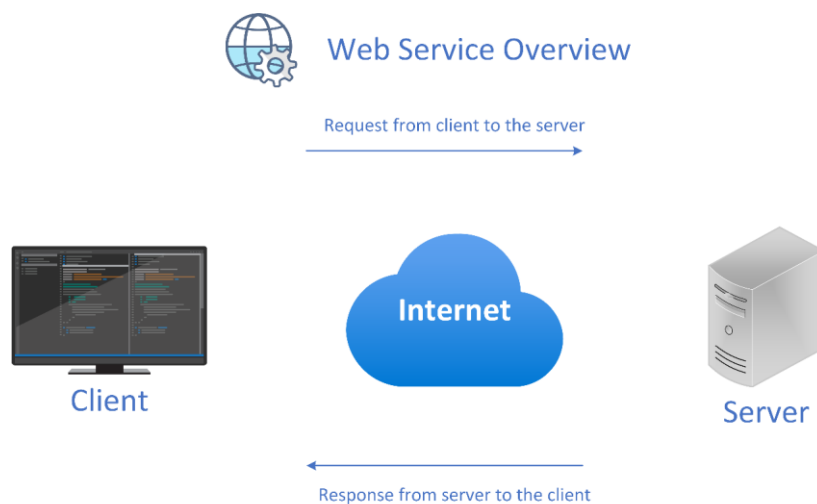 Web Service Overview
Request from client to the server
Internet
Client
Server
Response from server to the client